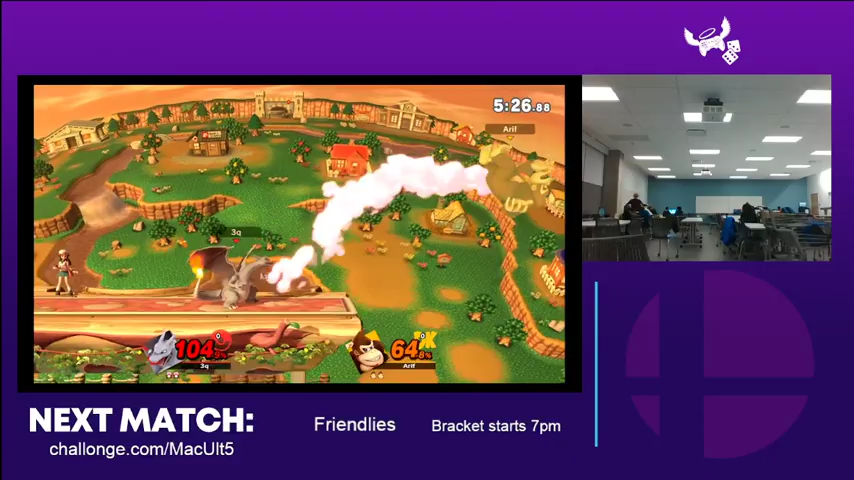 5:26.88
Arif
3q
104
3q
64.8%
DK
Arif
NEXT MATCH:
challonge.com/MacUlt5
Friendlies
Bracket starts 7pm